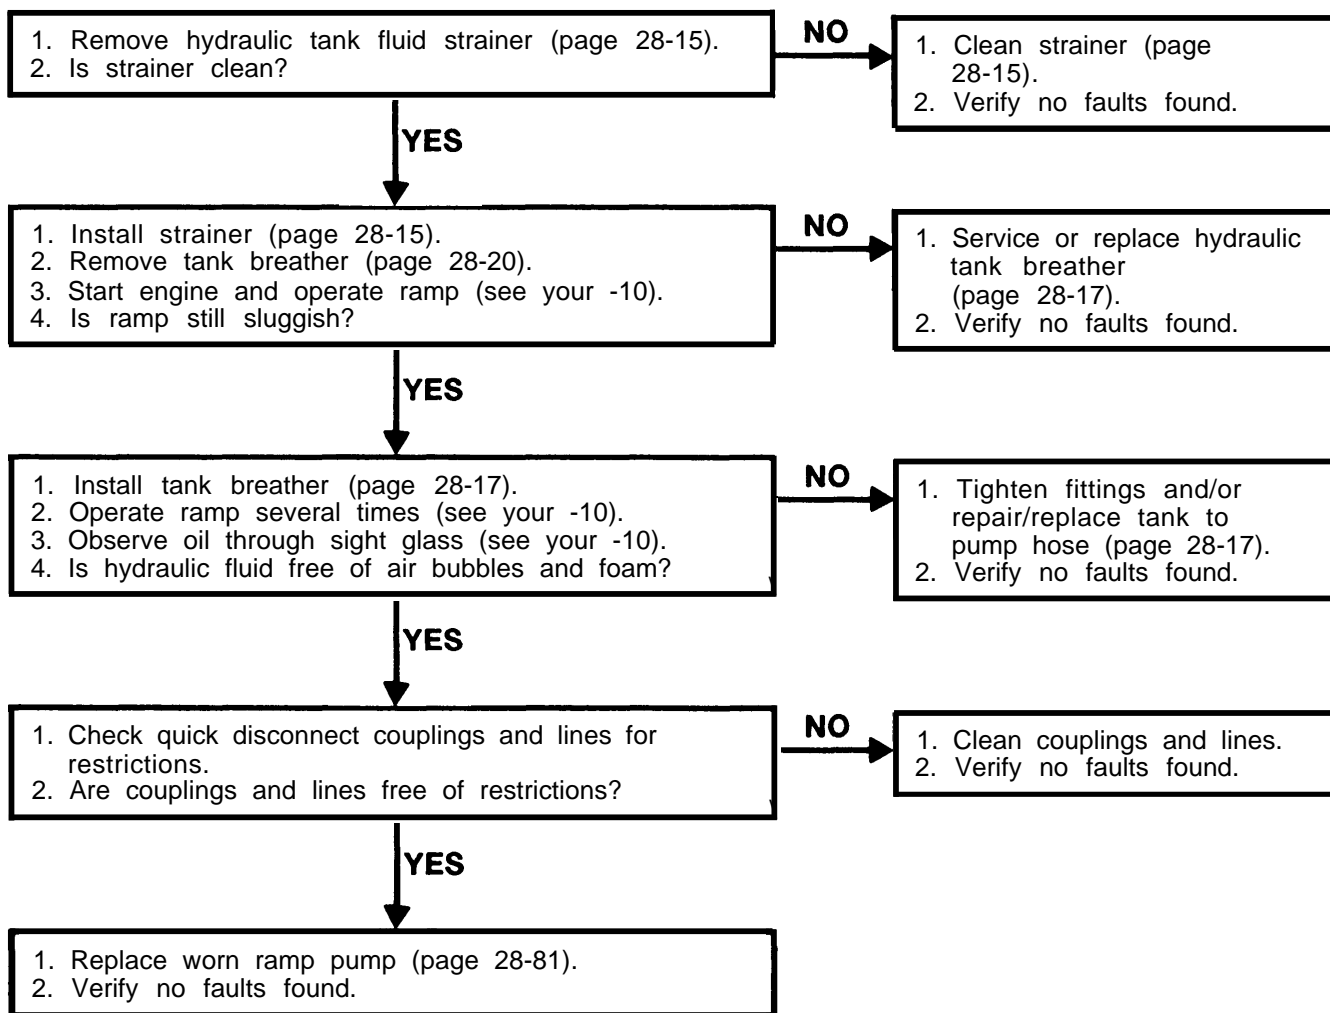 1. Remove hydraulic tank fluid strainer (page 28-15).
2. Is strainer clean?
NO
1. Clean strainer (page
28-15).
2. Verify no faults found.
YES
1. Install strainer (page 28-15).
2. Remove tank breather (page 28-20).
3. Start engine and operate ramp (see your -10).
4. Is ramp still sluggish?
NO
1. Service or replace hydraulic
tank breather
(page 28-17).
2. Verify no faults found.
YES
1. Install tank breather (page 28-17).
2. Operate ramp several times (see your -10).
3. Observe oil through sight glass (see your -10).
4. Is hydraulic fluid free of air bubbles and foam?
NO
1. Tighten fittings and/or
repair/replace tank to
pump hose (page 28-17).
2. Verify no faults found.
YES
1. Check quick disconnect couplings and lines for
restrictions.
2. Are couplings and lines free of restrictions?
NO
1. Clean couplings and lines.
2. Verify no faults found.
YES
1. Replace worn ramp pump (page 28-81).
2. Verify no faults found.